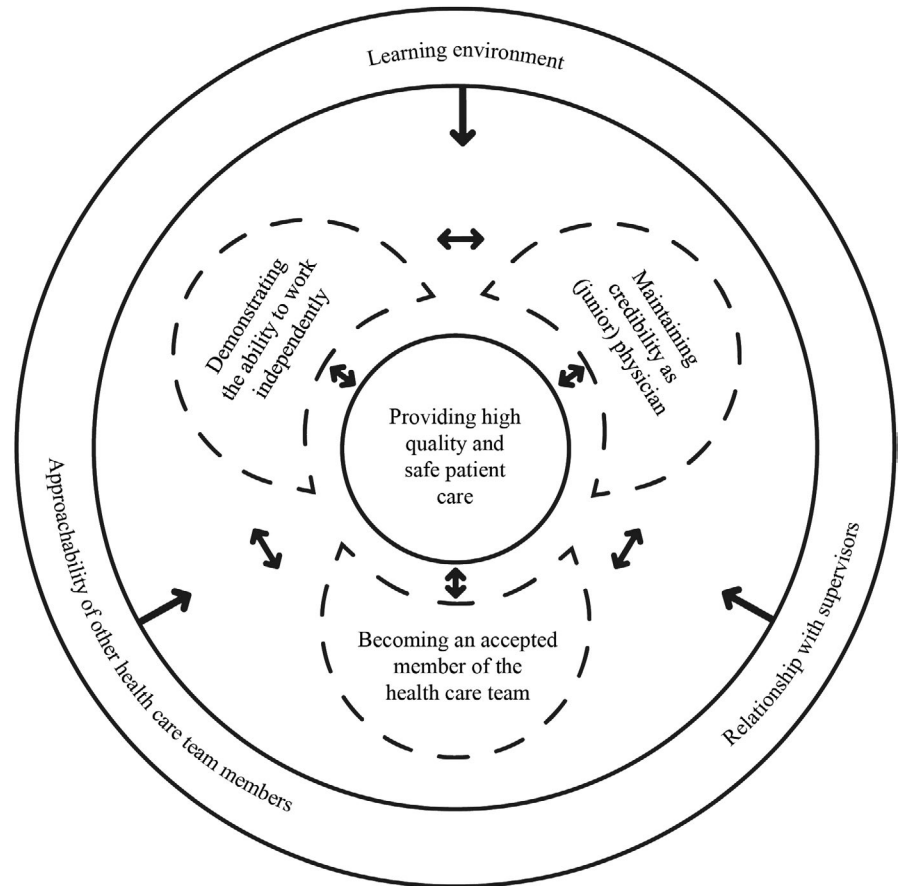 Learning environment
Demonstrating
the ability to work
independently
Maintaining
credibility as
(junior) physician
Providing high
quality and
safe patient
care
Becoming an accepted
member of the
health care team
Approachability of other health care team members
Relationship with supervisors